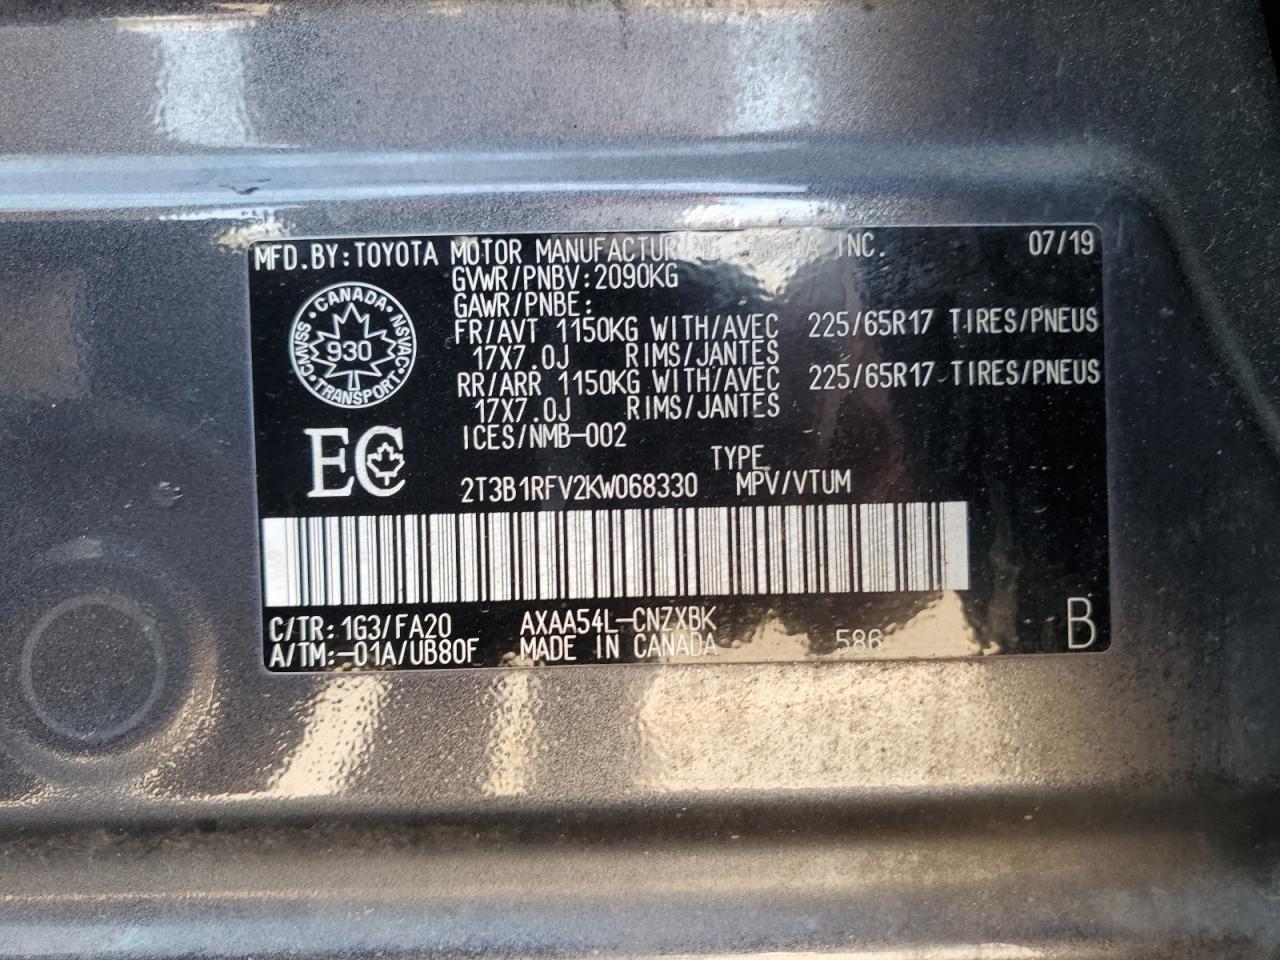 MFD.BY:TOYOTA MOTOR MANUFACTURING INC. 07/19
GVWR/PNBV:2090KG
GAWR/PNBE:
FR/AVT 1150KG WITH/AVEC 225/65R17 TIRES/PNEUS
17X7.0J RIMS/JANTES
RR/ARR 1150KG WITH/AVEC 225/65R17 TIRES/PNEUS
17X7.0J RIMS/JANTES
ICES/NMB-002
CANADA
CMVSS 930 NSVAC
TRANSPORT
EC
TYPE
2T3B1RFV2KW068330 MPV/VTUM
C/TR:1G3/FA20 AXAA54L-CNZXBK
A/TM:-01A/UB80F MADE IN CANADA 586 B